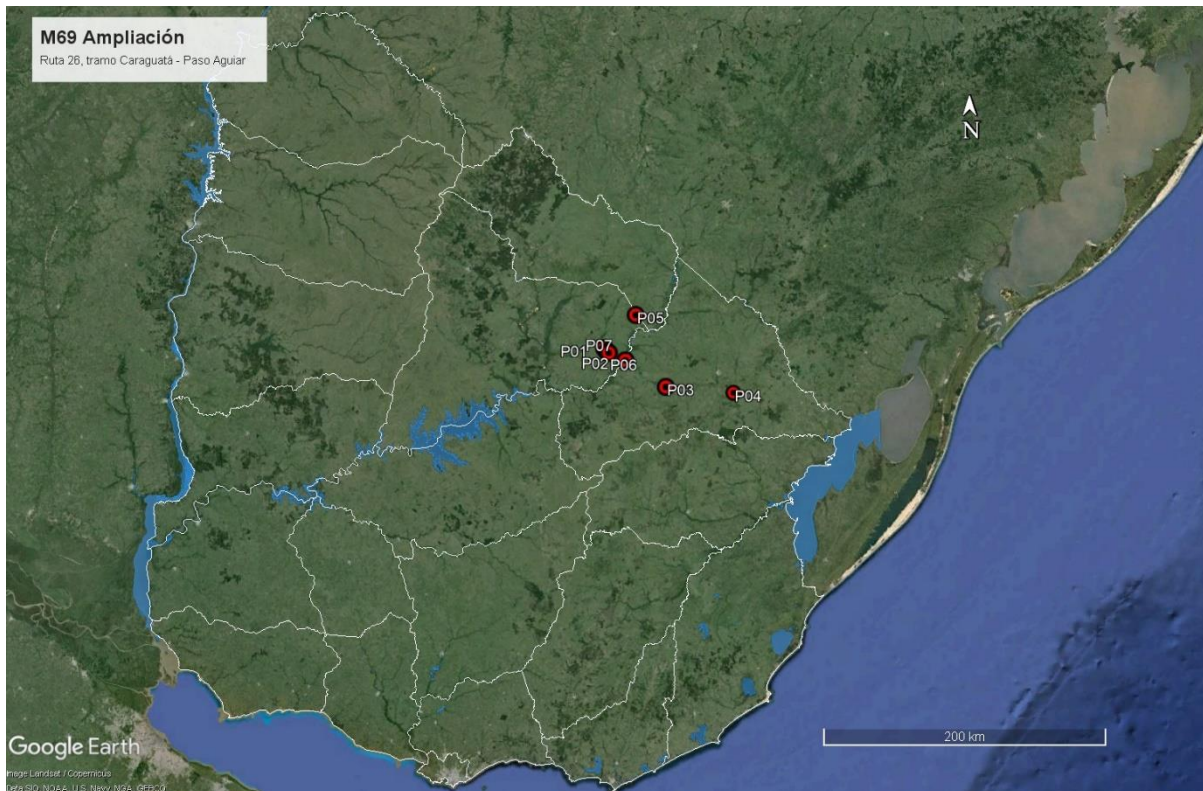 M69 Ampliación
Ruta 26, tramo Caraguatá - Paso Aguiar
N
P05
P07
P01
P02 P06
P03
P04
200 km
Google Earth
Image Landsat / Copernicus
Data SIO, NOAA, U.S. Navy, NGA, GEBCO